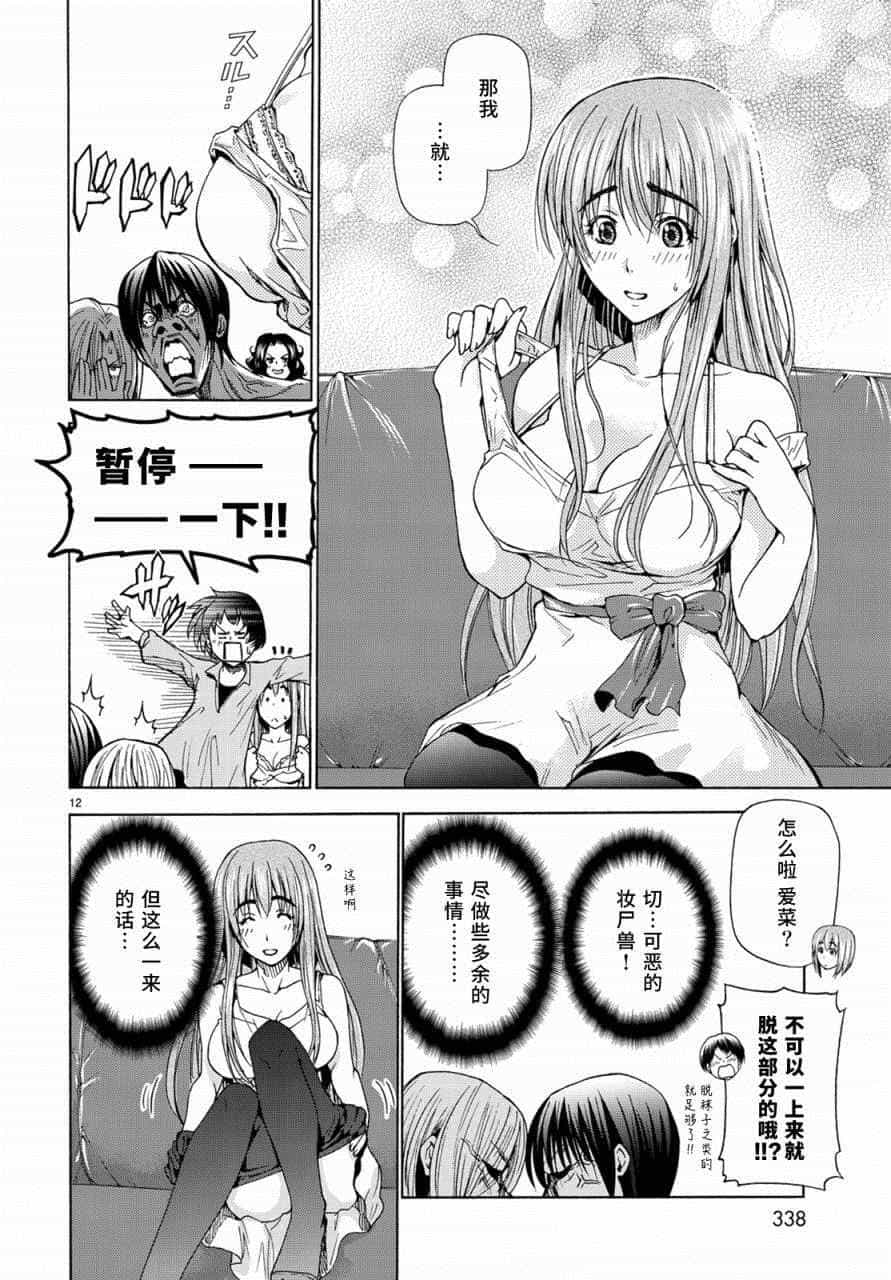 那我
…就…
スル…
ドドド
暂停——
——一下!!
バッ
12
怎么啦 爱菜？
不可以一上来就
脱这部分的哦!!?
脱袜子之类的
就足够了!!
切…可恶的
妆尸兽！
尽做些多余的
事情………
这样啊
但这么一来
的话…
338